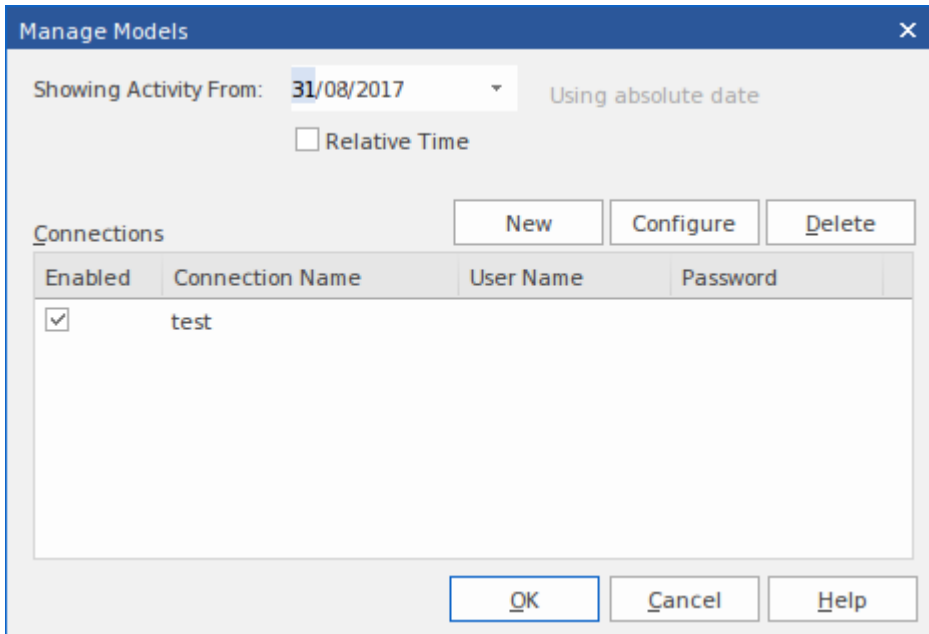 Manage Models
Showing Activity From: 31/08/2017 Using absolute date
Relative Time
Connections New Configure Delete
Enabled Connection Name User Name Password
test
OK Cancel Help